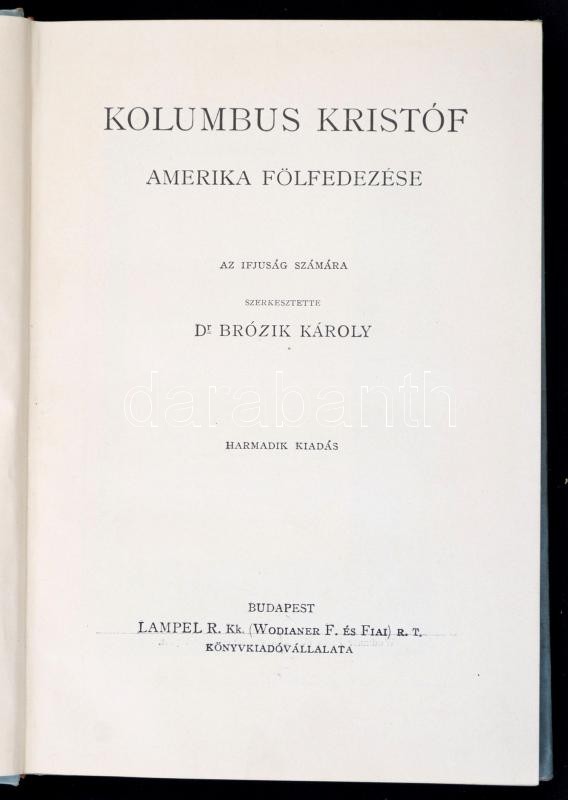 KOLUMBUS KRISTÓF
AMERIKA FÖLFEDEZÉSE
AZ IFJUSÁG SZÁMÁRA
SZERKESZTETTE
Dr BRÓZIK KÁROLY
darabanth
HARMADIK KIADÁS
BUDAPEST
LAMPEL R. Kk. (WODIANER F. ÉS FIAI) R. T.
KÖNYVKIADÓVÁLLALATA